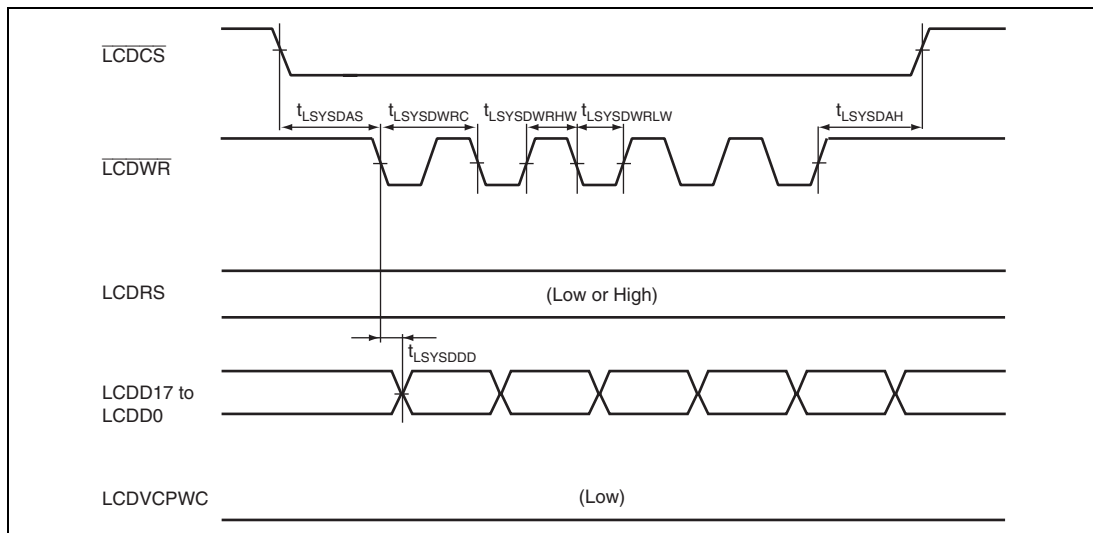 LCDCS
tLSYSDAS tLSYSDWRC tLSYSDWRHW tLSYSDWRLW tLSYSDAH
LCDWR
LCDRS
(Low or High)
tLSYSDDD
LCDD17 to
LCDD0
LCDVCPWC
(Low)